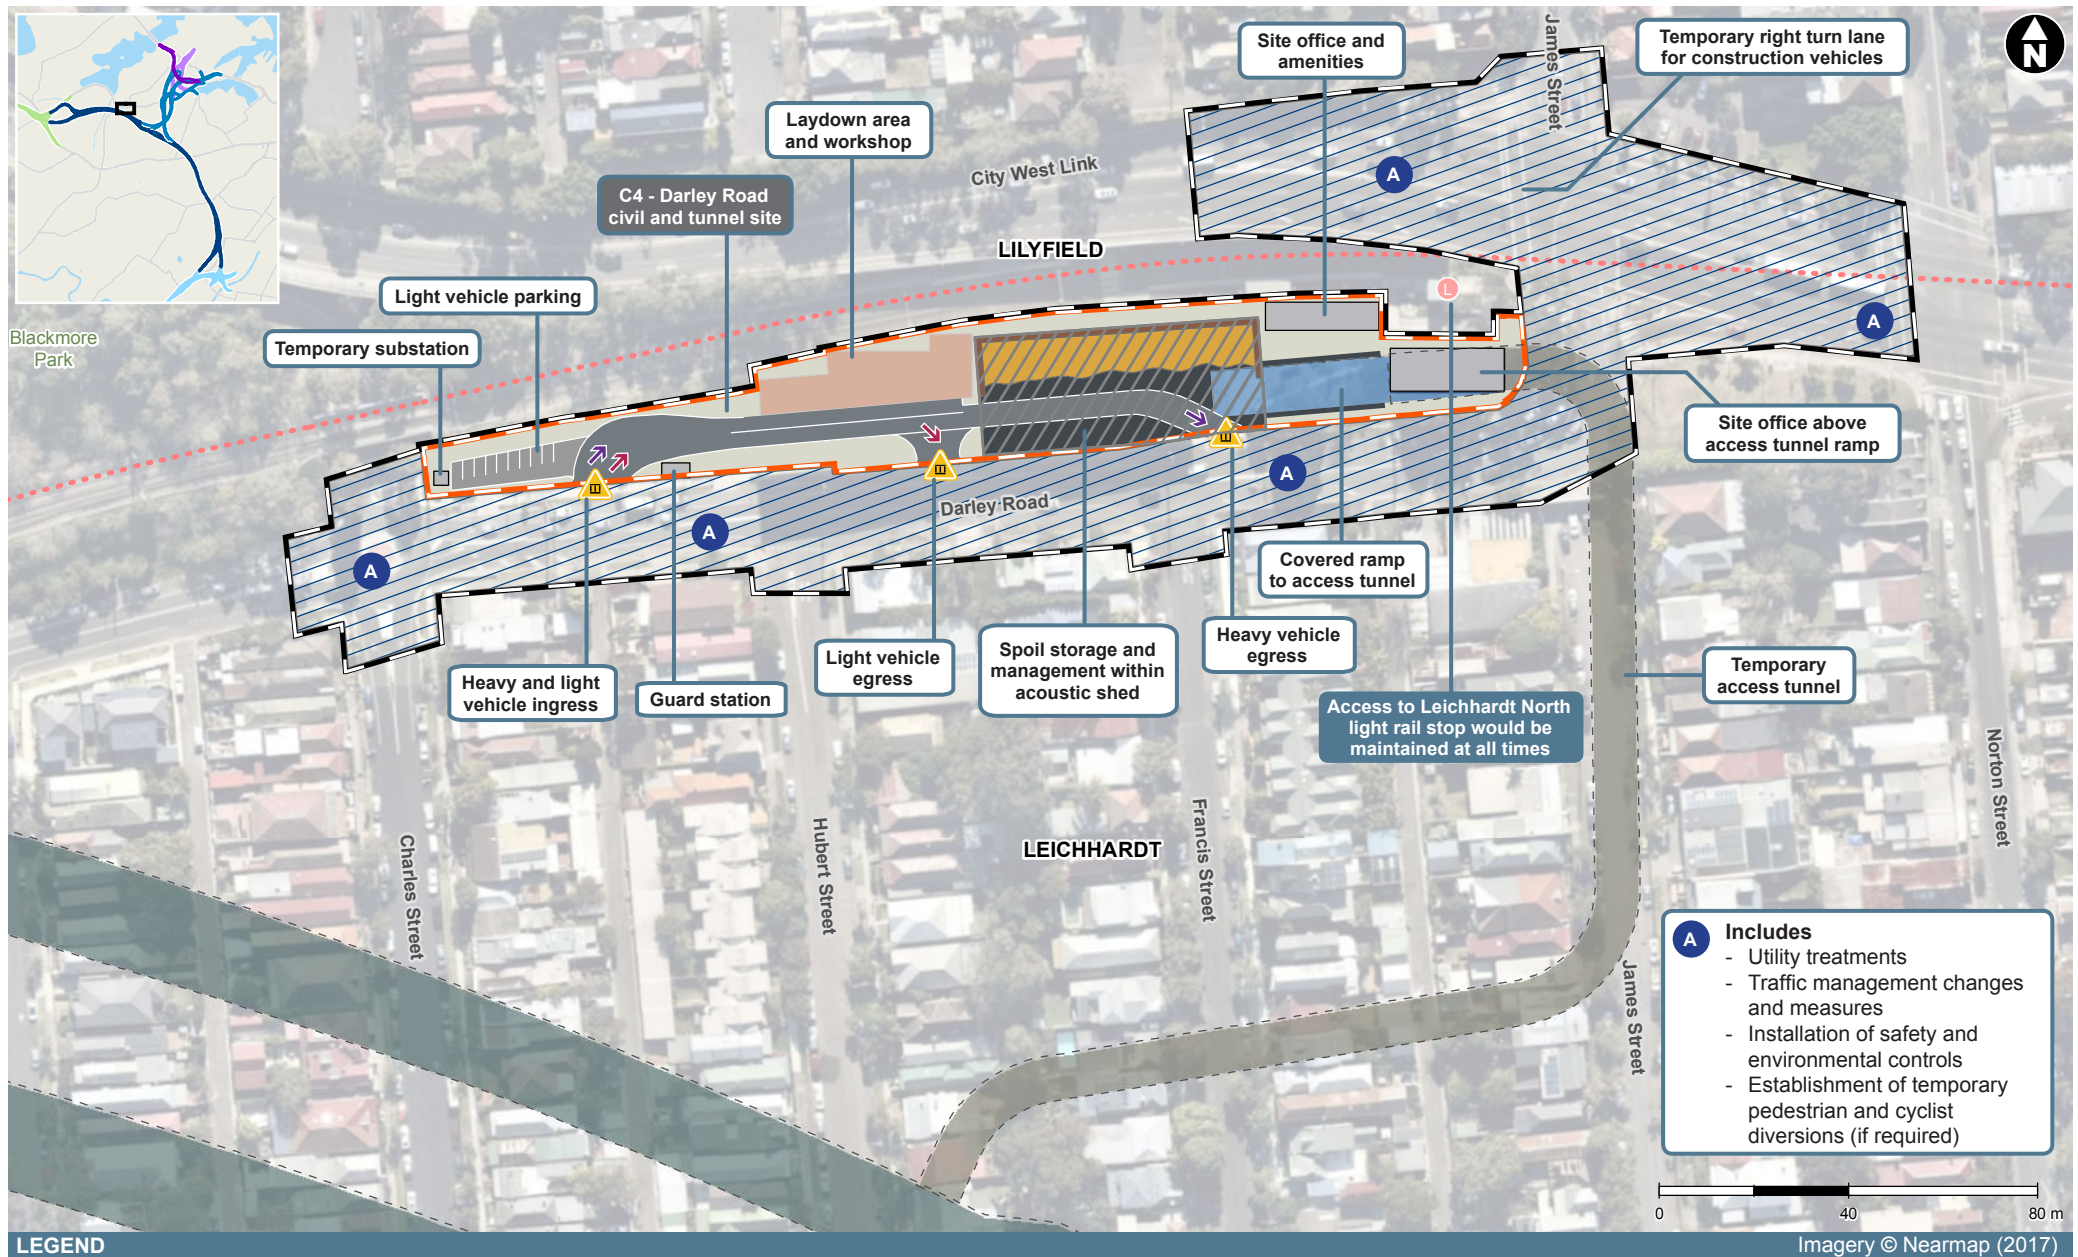 Site office and
amenities
James Street
Temporary right turn lane
for construction vehicles
N
Laydown area
and workshop
City West Link
A
C4 - Darley Road
civil and tunnel site
LILYFIELD
Light vehicle parking
L
Blackmore
Park
Temporary substation
A
Site office above
access tunnel ramp
A
Darley Road
A
A
Covered ramp
to access tunnel
Heavy and light
vehicle ingress
Guard station
Light vehicle
egress
Spoil storage and
management within
acoustic shed
Heavy vehicle
egress
Temporary
access tunnel
Access to Leichhardt North
light rail stop would be
maintained at all times
Norton Street
Charles Street
Hubert Street
LEICHHARDT
Francis Street
James Street
A Includes
- Utility treatments
- Traffic management changes
and measures
- Installation of safety and
environmental controls
- Establishment of temporary
pedestrian and cyclist
diversions (if required)
0 40 80 m
LEGEND
Imagery © Nearmap (2017)